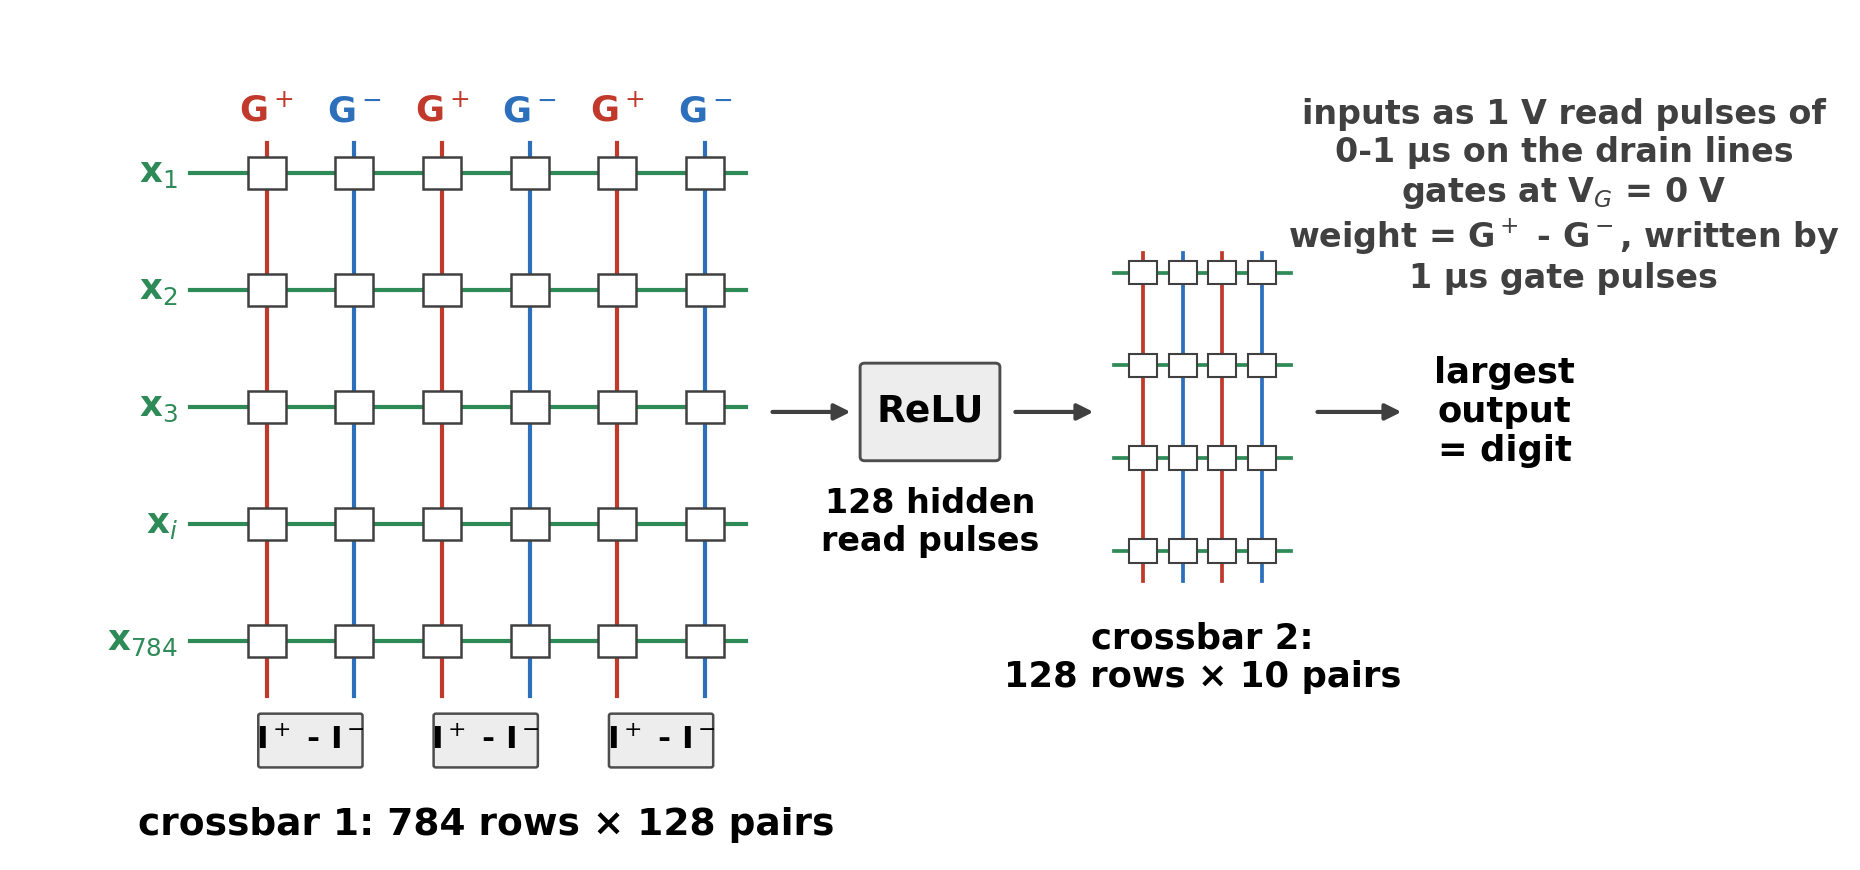 G⁺ G⁻ G⁺ G⁻ G⁺ G⁻
x₁
x₂
x₃
xᵢ
x₇₈₄
I⁺ - I⁻ I⁺ - I⁻ I⁺ - I⁻
crossbar 1: 784 rows × 128 pairs
ReLU
128 hidden
read pulses
crossbar 2:
128 rows × 10 pairs
inputs as 1 V read pulses of
0-1 µs on the drain lines
gates at V_G = 0 V
weight = G⁺ - G⁻, written by
1 µs gate pulses
largest
output
= digit